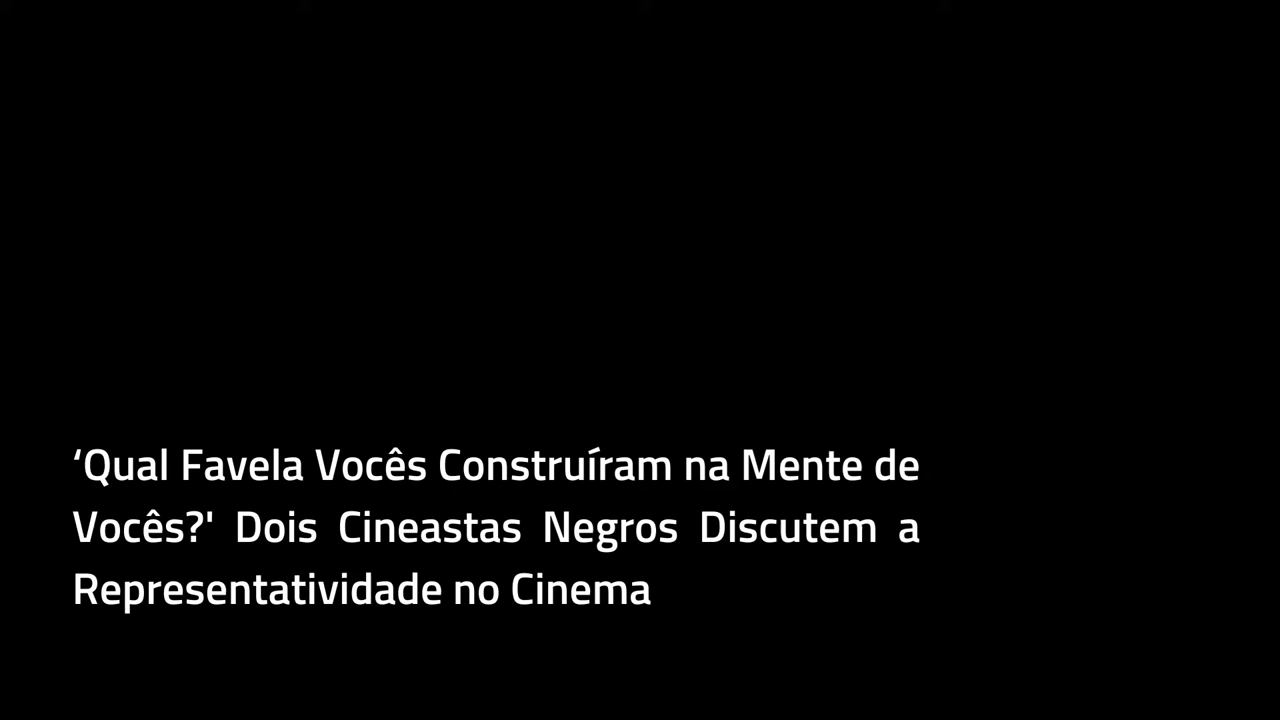 ‘Qual Favela Vocês Construíram na Mente de
Vocês?' Dois Cineastas Negros Discutem a
Representatividade no Cinema